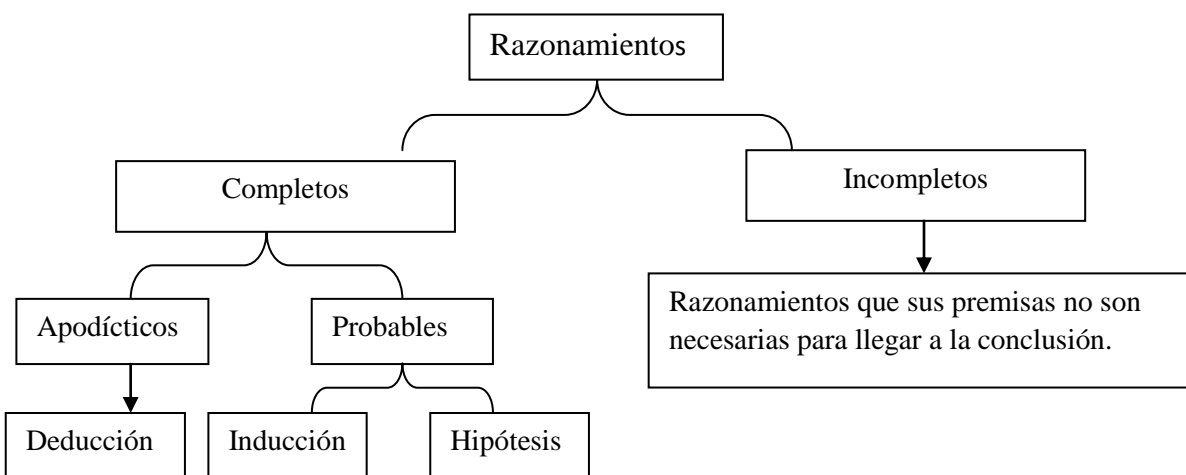 Razonamientos
Completos
Incompletos
Apodícticos
Probables
Razonamientos que sus premisas no son
necesarias para llegar a la conclusión.
Deducción
Inducción
Hipótesis